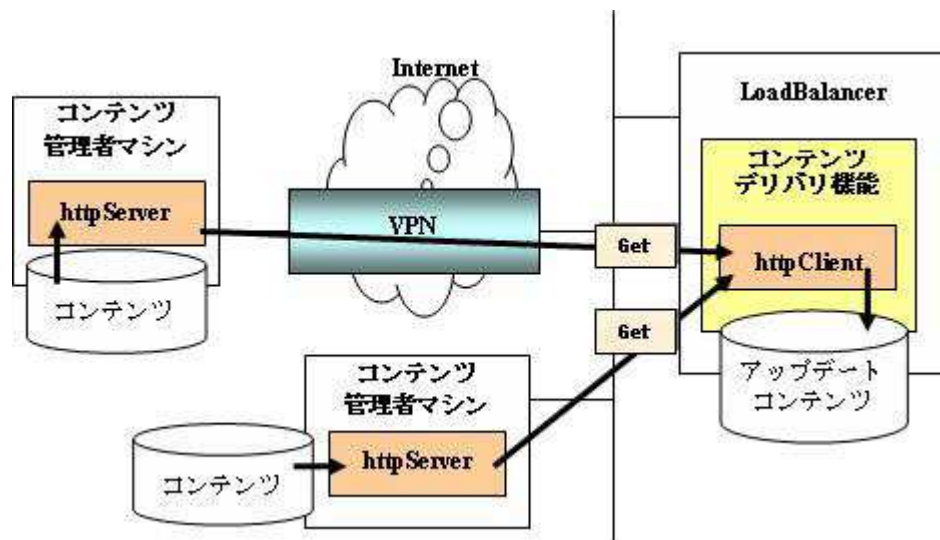 Internet
コンテンツ
管理者マシン
httpServer
コンテンツ
VPN
Get
Get
LoadBalancer
コンテンツ
デリバリ機能
httpClient
アップデート
コンテンツ
コンテンツ
管理者マシン
httpServer
コンテンツ